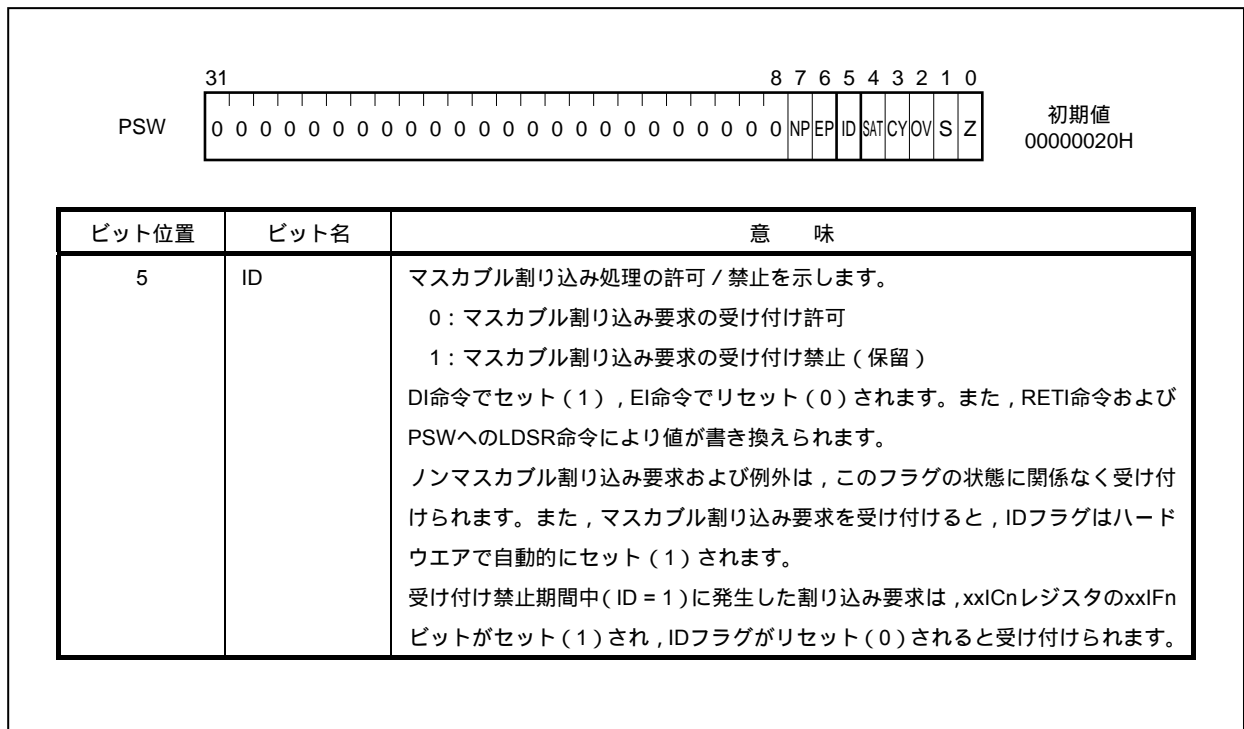 31 8 7 6 5 4 3 2 1 0
PSW 0 0 0 0 0 0 0 0 0 0 0 0 0 0 0 0 0 0 0 0 0 0 0 0 NP EP ID SAT CY OV S Z 初期値
00000020H
ビット位置 ビット名 意 味
5 ID マスカブル割り込み処理の許可/禁止を示します。
0:マスカブル割り込み要求の受け付け許可
1:マスカブル割り込み要求の受け付け禁止(保留)
DI命令でセット(1),EI命令でリセット(0)されます。また,RETI命令および
PSWへのLDSR命令により値が書き換えられます。
ノンマスカブル割り込み要求および例外は,このフラグの状態に関係なく受け付
けられます。また,マスカブル割り込み要求を受け付けると,IDフラグはハード
ウエアで自動的にセット(1)されます。
受け付け禁止期間中(ID = 1)に発生した割り込み要求は,xxICnレジスタのxxIFn
ビットがセット(1)され,IDフラグがリセット(0)されると受け付けられます。